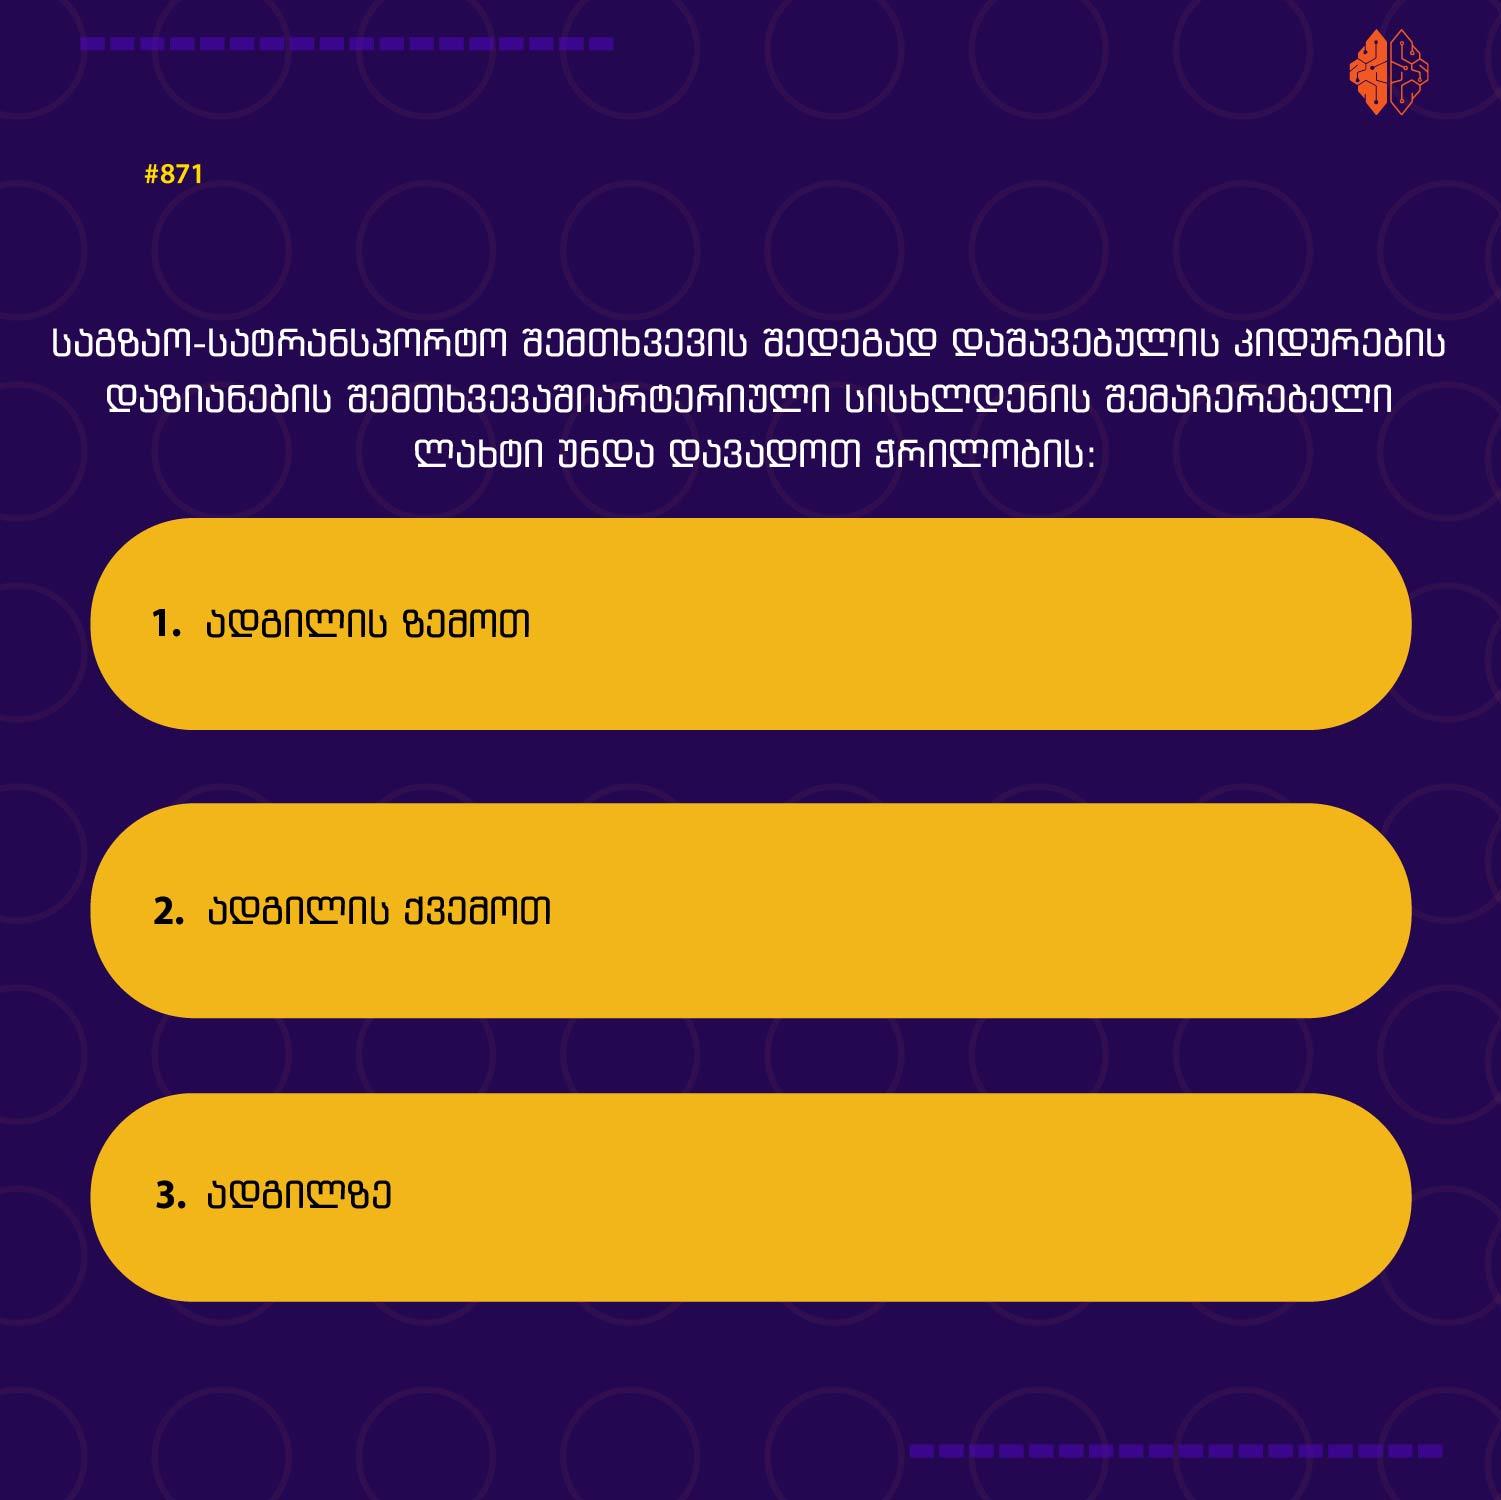 #871
საგზაო-სატრანსპორტო შემთხვევის შედეგად დაშავებულის კიდურების
დაზიანების შემთხვევაშიარტერიული სისხლდენის შემაჩერებელი
ლახტი უნდა დავადოთ ჭრილობის:
1. ადგილის ზემოთ
2. ადგილის ქვემოთ
3. ადგილზე